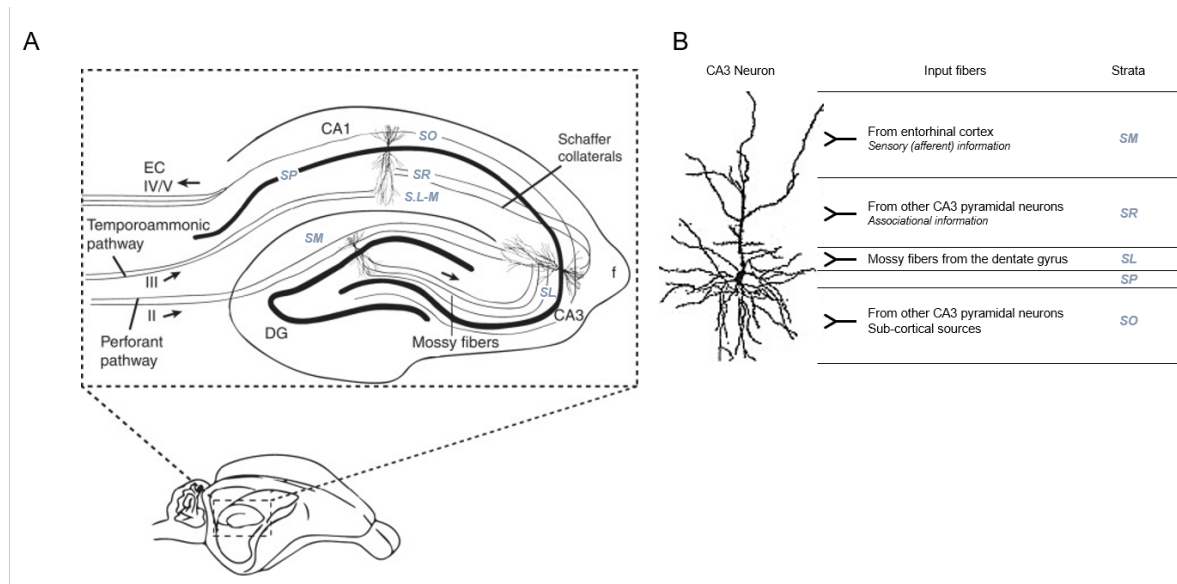 A
CA1
SO
Schaffer
collaterals
EC
IV/V
SP
SR
S.L-M
Temporoammonic
pathway
SM
III
f
SL
II
DG
CA3
Perforant
pathway
Mossy fibers
B
CA3 Neuron
Input fibers
Strata
From entorhinal cortex
Sensory (afferent) information
SM
From other CA3 pyramidal neurons
Associational information
SR
Mossy fibers from the dentate gyrus
SL
SP
From other CA3 pyramidal neurons
Sub-cortical sources
SO